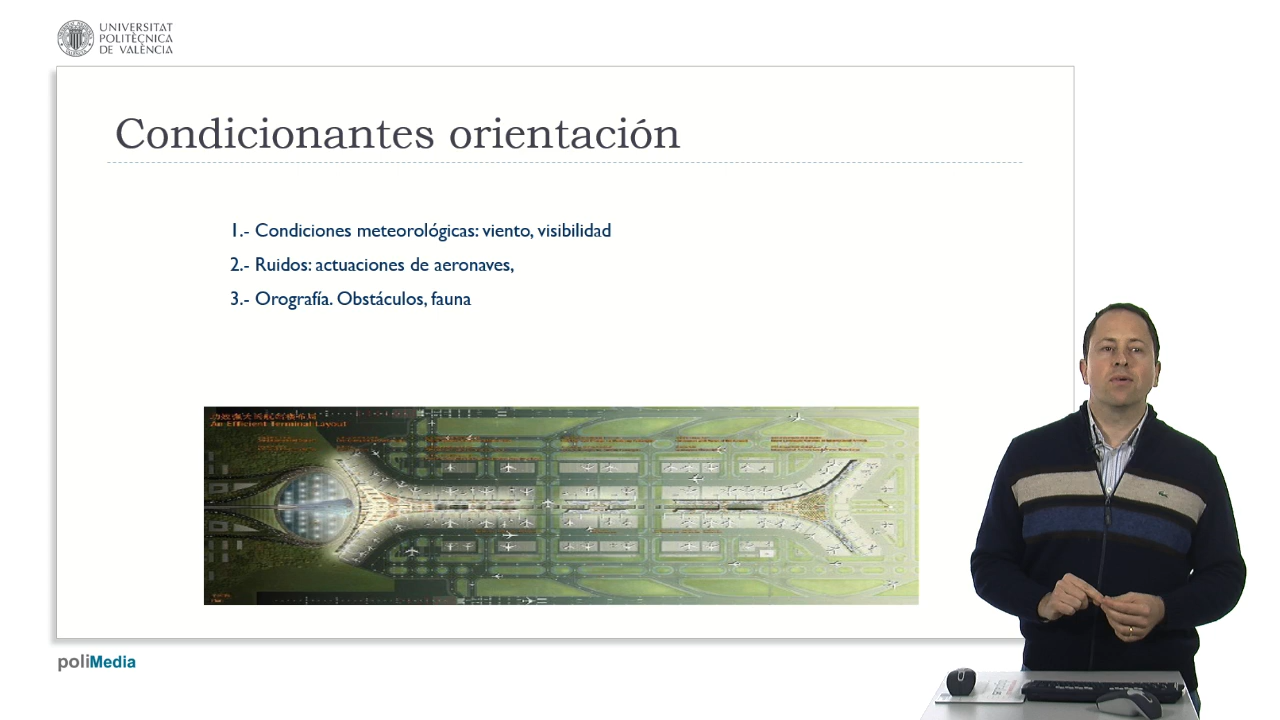 UNIVERSITAT
POLITÈCNICA
DE VALÈNCIA
Condicionantes orientación
1.- Condiciones meteorológicas: viento, visibilidad
2.- Ruidos: actuaciones de aeronaves,
3.- Orografía. Obstáculos, fauna
An Efficient Terminal Layout
poliMedia